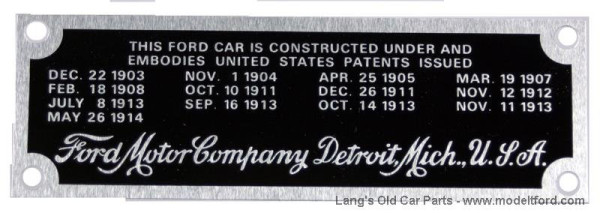 THIS FORD CAR IS CONSTRUCTED UNDER AND
EMBODIES UNITED STATES PATENTS ISSUED
DEC. 22 1903 NOV. 1 1904 APR. 25 1905 MAR. 19 1907
FEB. 18 1908 OCT. 10 1911 DEC. 26 1911 NOV. 12 1912
JULY 8 1913 SEP. 16 1913 OCT. 14 1913 NOV. 11 1913
MAY 26 1914
Ford Motor Company Detroit, Mich., U.S.A.
Lang's Old Car Parts - www.modeltford.com